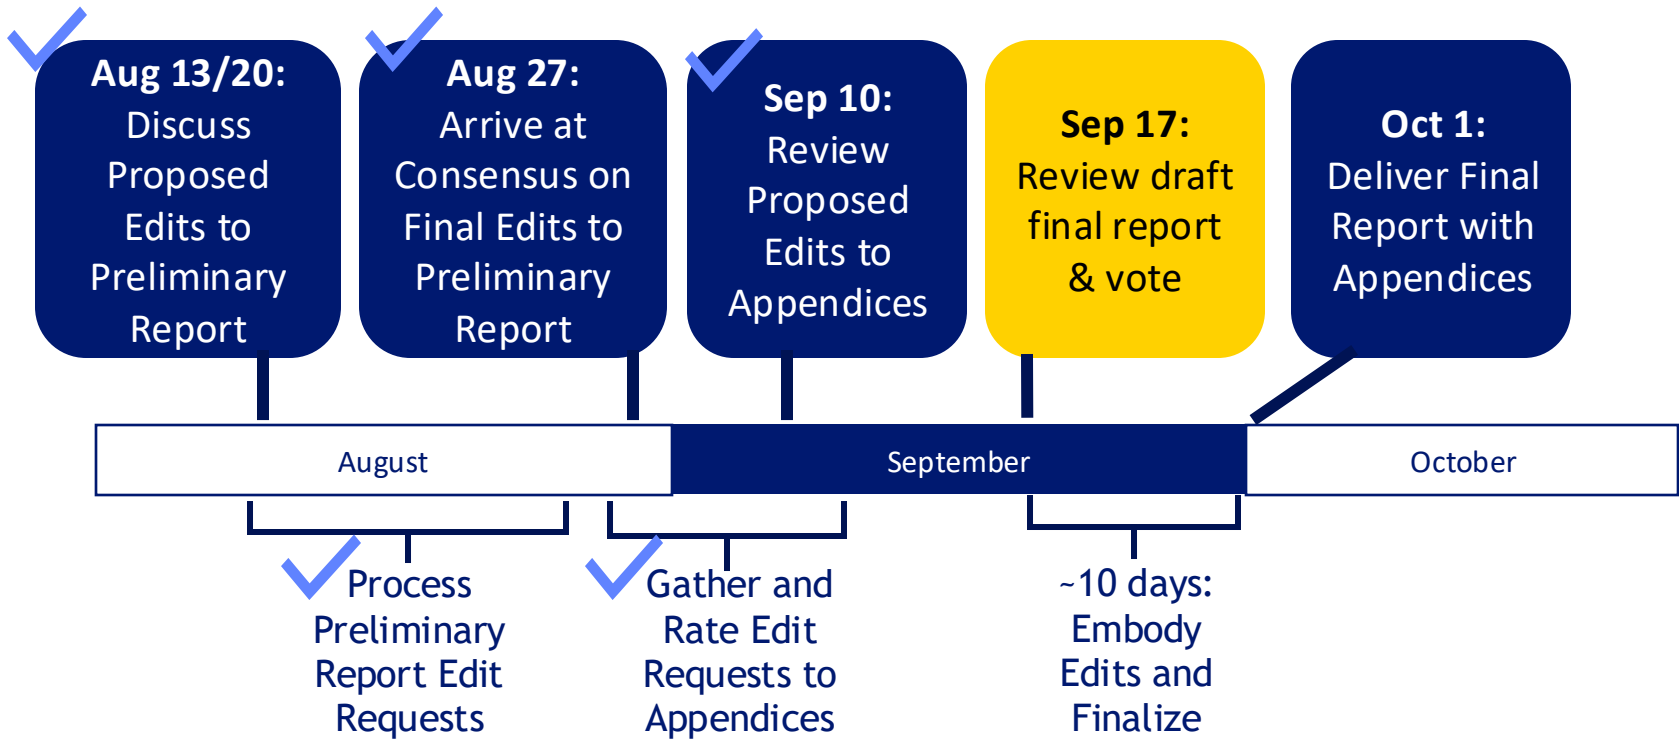 Aug 13/20:
Discuss
Proposed
Edits to
Preliminary
Report
Aug 27:
Arrive at
Consensus on
Final Edits to
Preliminary
Report
Sep 10:
Review
Proposed
Edits to
Appendices
Sep 17:
Review draft
final report
& vote
Oct 1:
Deliver Final
Report with
Appendices
August
September
October
Process
Preliminary
Report Edit
Requests
Gather and
Rate Edit
Requests to
Appendices
~10 days:
Embody
Edits and
Finalize